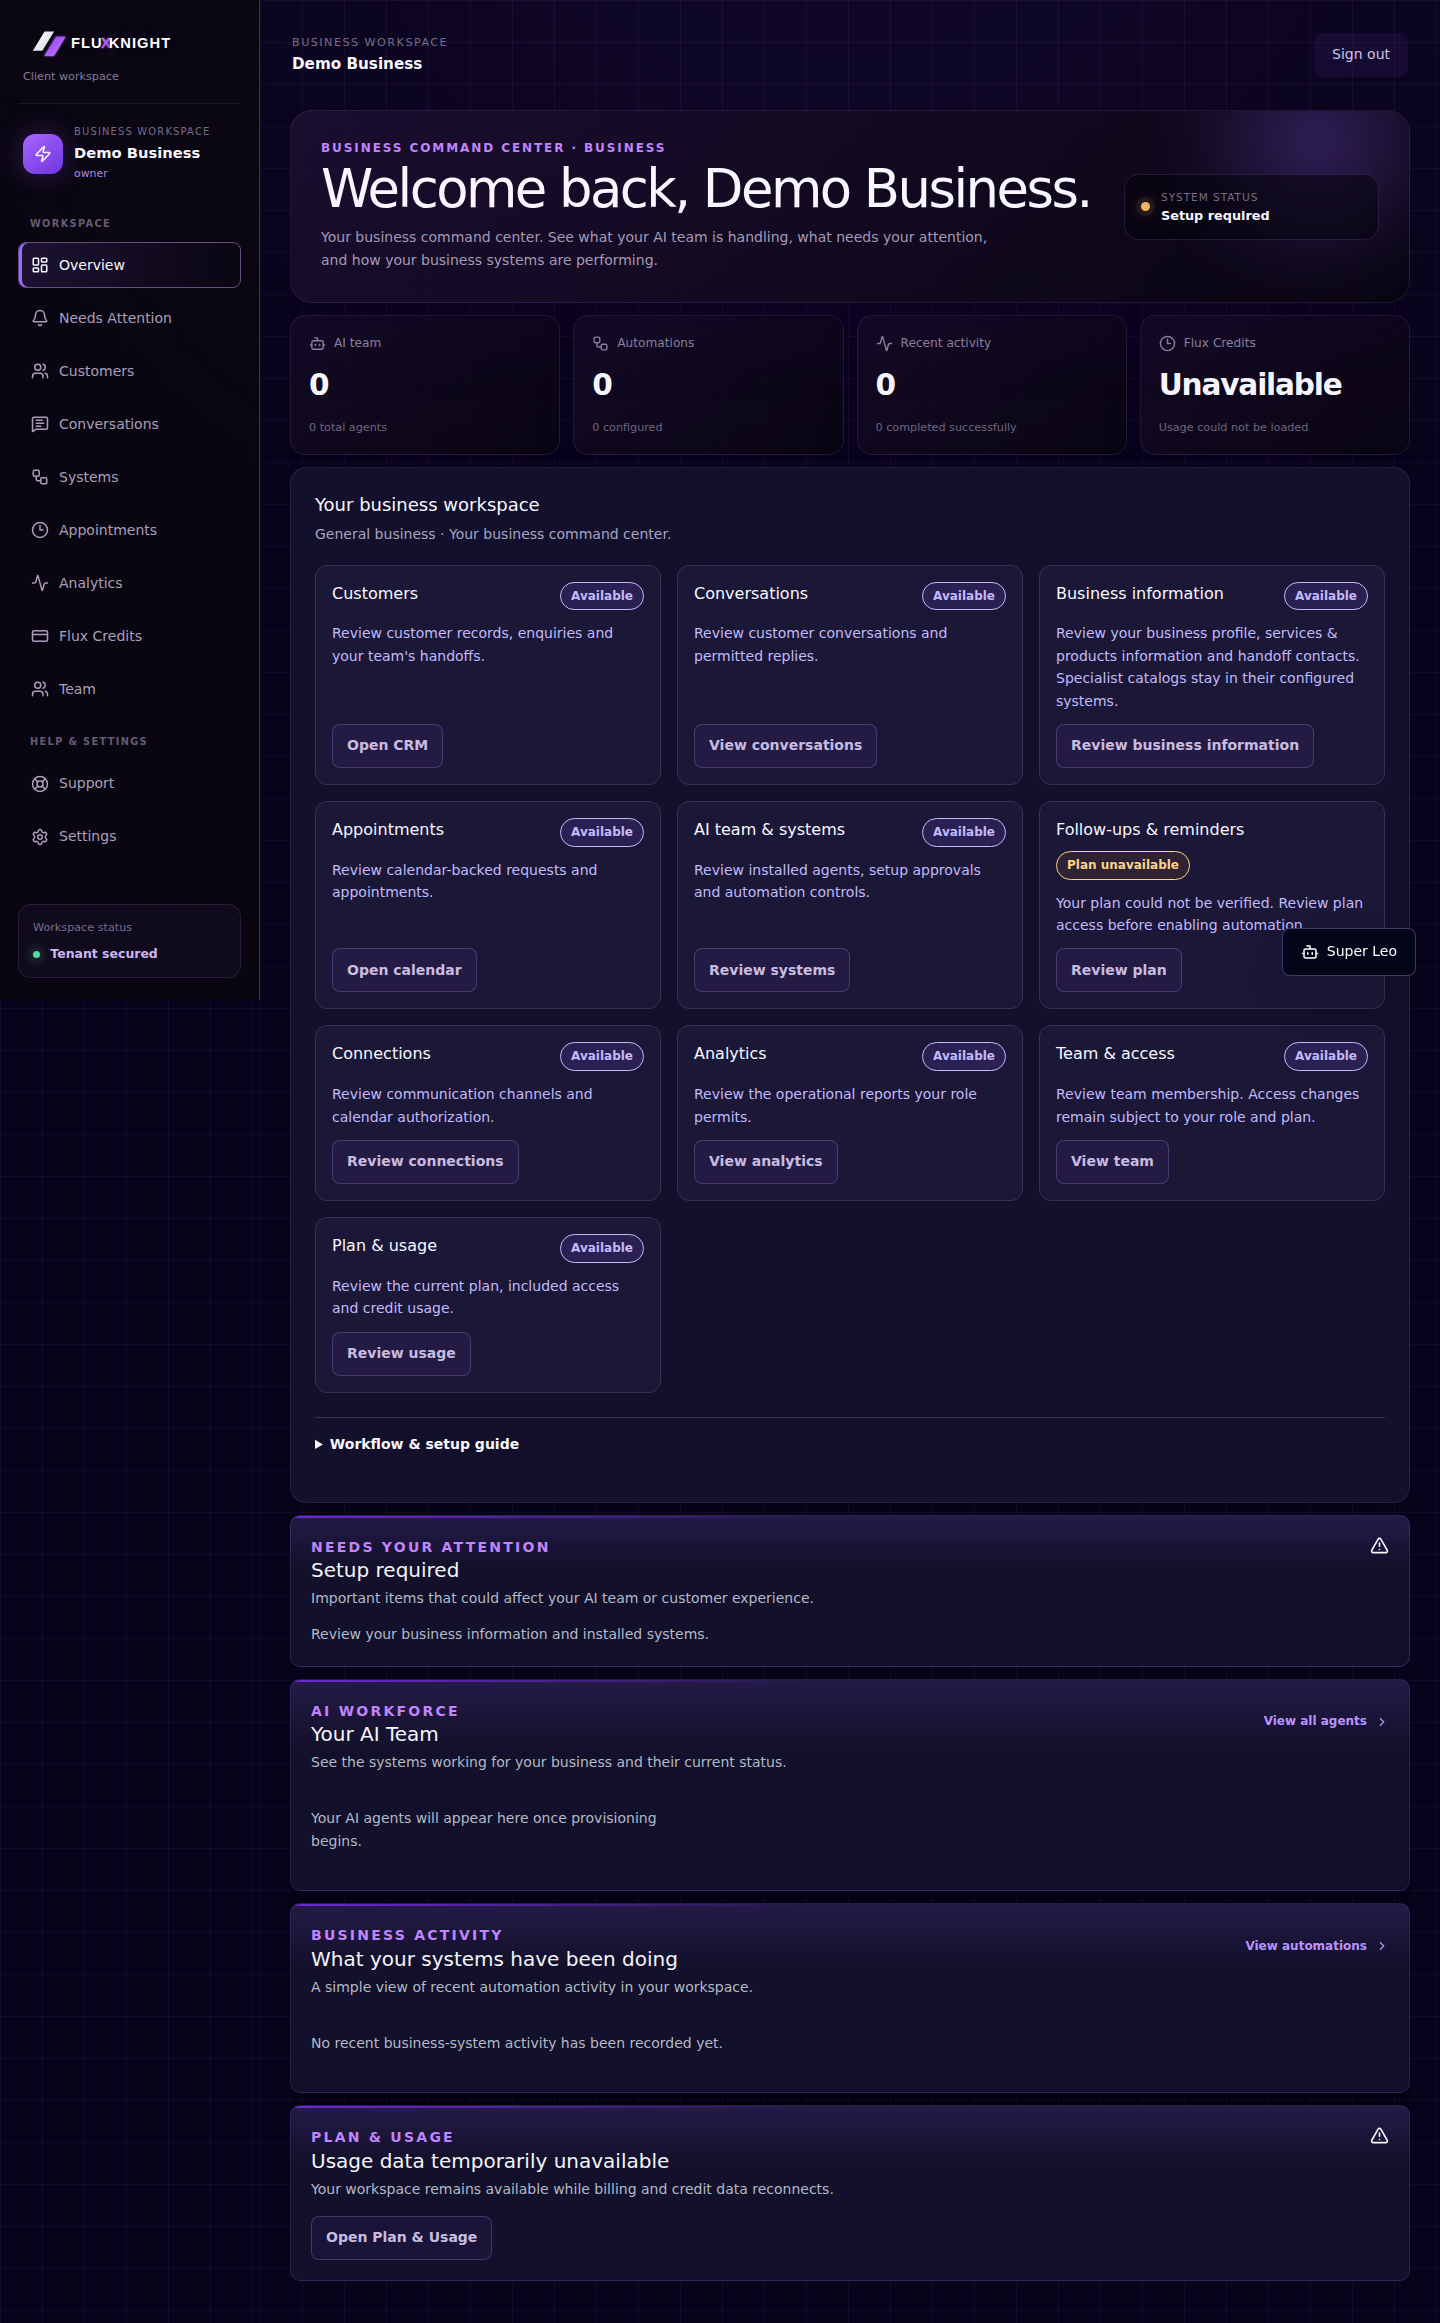 FLUXKNIGHT
Client workspace
BUSINESS WORKSPACE
Demo Business
owner
WORKSPACE
Overview
Needs Attention
Customers
Conversations
Systems
Appointments
Analytics
Flux Credits
Team
HELP & SETTINGS
Support
Settings
Workspace status
Tenant secured
BUSINESS WORKSPACE
Demo Business
Sign out
BUSINESS COMMAND CENTER · BUSINESS
Welcome back, Demo Business.
Your business command center. See what your AI team is handling, what needs your attention,
and how your business systems are performing.
SYSTEM STATUS
Setup required
AI team
0
0 total agents
Automations
0
0 configured
Recent activity
0
0 completed successfully
Flux Credits
Unavailable
Usage could not be loaded
Your business workspace
General business · Your business command center.
Customers
Available
Review customer records, enquiries and
your team's handoffs.
Open CRM
Conversations
Available
Review customer conversations and
permitted replies.
View conversations
Business information
Available
Review your business profile, services &
products information and handoff contacts.
Specialist catalogs stay in their configured
systems.
Review business information
Appointments
Available
Review calendar-backed requests and
appointments.
Open calendar
AI team & systems
Available
Review installed agents, setup approvals
and automation controls.
Review systems
Follow-ups & reminders
Plan unavailable
Your plan could not be verified. Review plan
access before enabling automation
Review plan
Super Leo
Connections
Available
Review communication channels and
calendar authorization.
Review connections
Analytics
Available
Review the operational reports your role
permits.
View analytics
Team & access
Available
Review team membership. Access changes
remain subject to your role and plan.
View team
Plan & usage
Available
Review the current plan, included access
and credit usage.
Review usage
Workflow & setup guide
NEEDS YOUR ATTENTION
Setup required
Important items that could affect your AI team or customer experience.
Review your business information and installed systems.
AI WORKFORCE
Your AI Team
See the systems working for your business and their current status.
View all agents
Your AI agents will appear here once provisioning
begins.
BUSINESS ACTIVITY
What your systems have been doing
A simple view of recent automation activity in your workspace.
View automations
No recent business-system activity has been recorded yet.
PLAN & USAGE
Usage data temporarily unavailable
Your workspace remains available while billing and credit data reconnects.
Open Plan & Usage